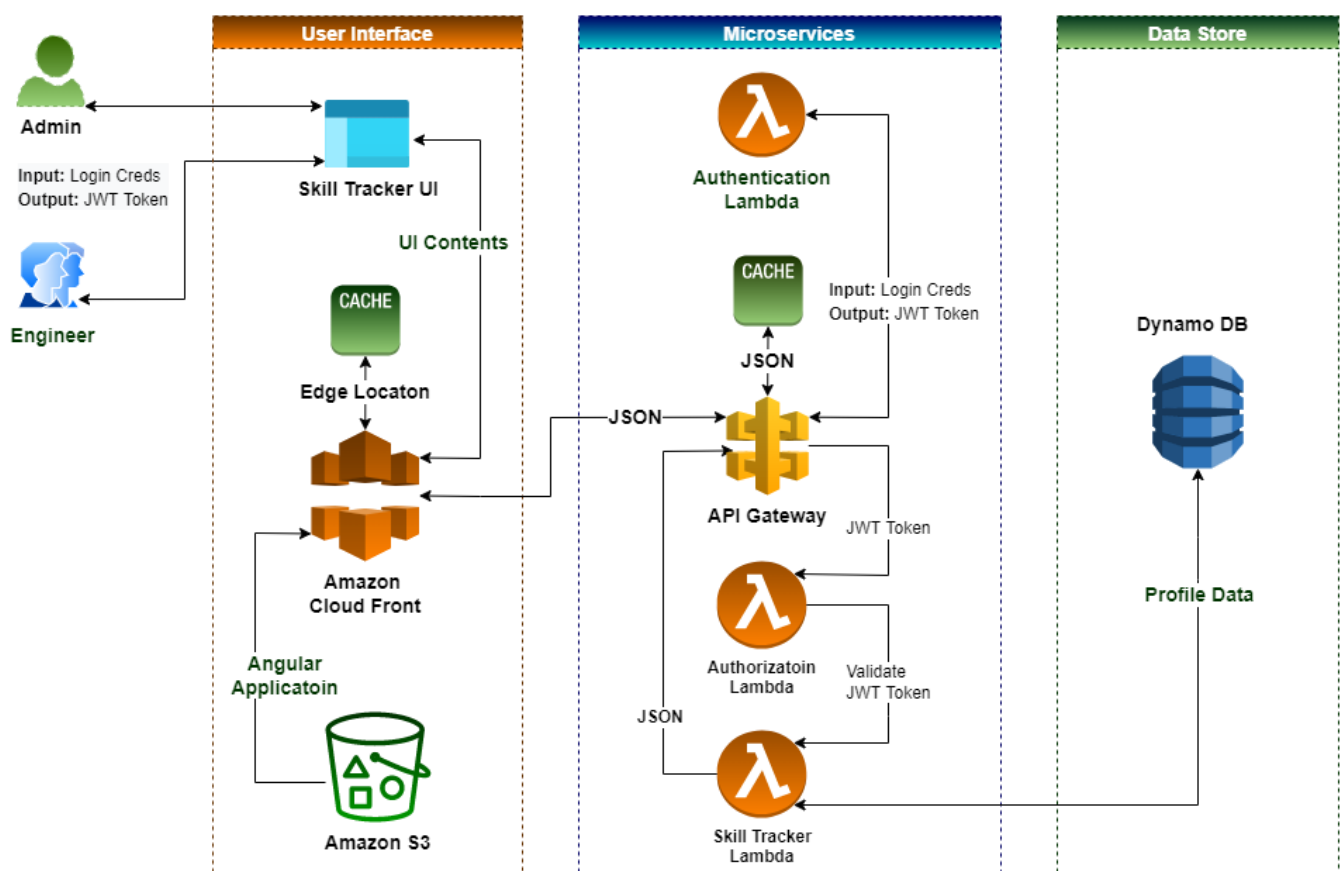 User Interface
Microservices
Data Store
Admin
Input: Login Creds
Output: JWT Token
Engineer
Skill Tracker UI
UI Contents
CACHE
Edge Locaton
Amazon
Cloud Front
Angular
Applicatoin
Amazon S3
JSON
Authentication
Lambda
CACHE
Input: Login Creds
Output: JWT Token
JSON
API Gateway
JWT Token
Authorizatoin
Lambda
Validate
JWT Token
JSON
Skill Tracker
Lambda
Dynamo DB
Profile Data